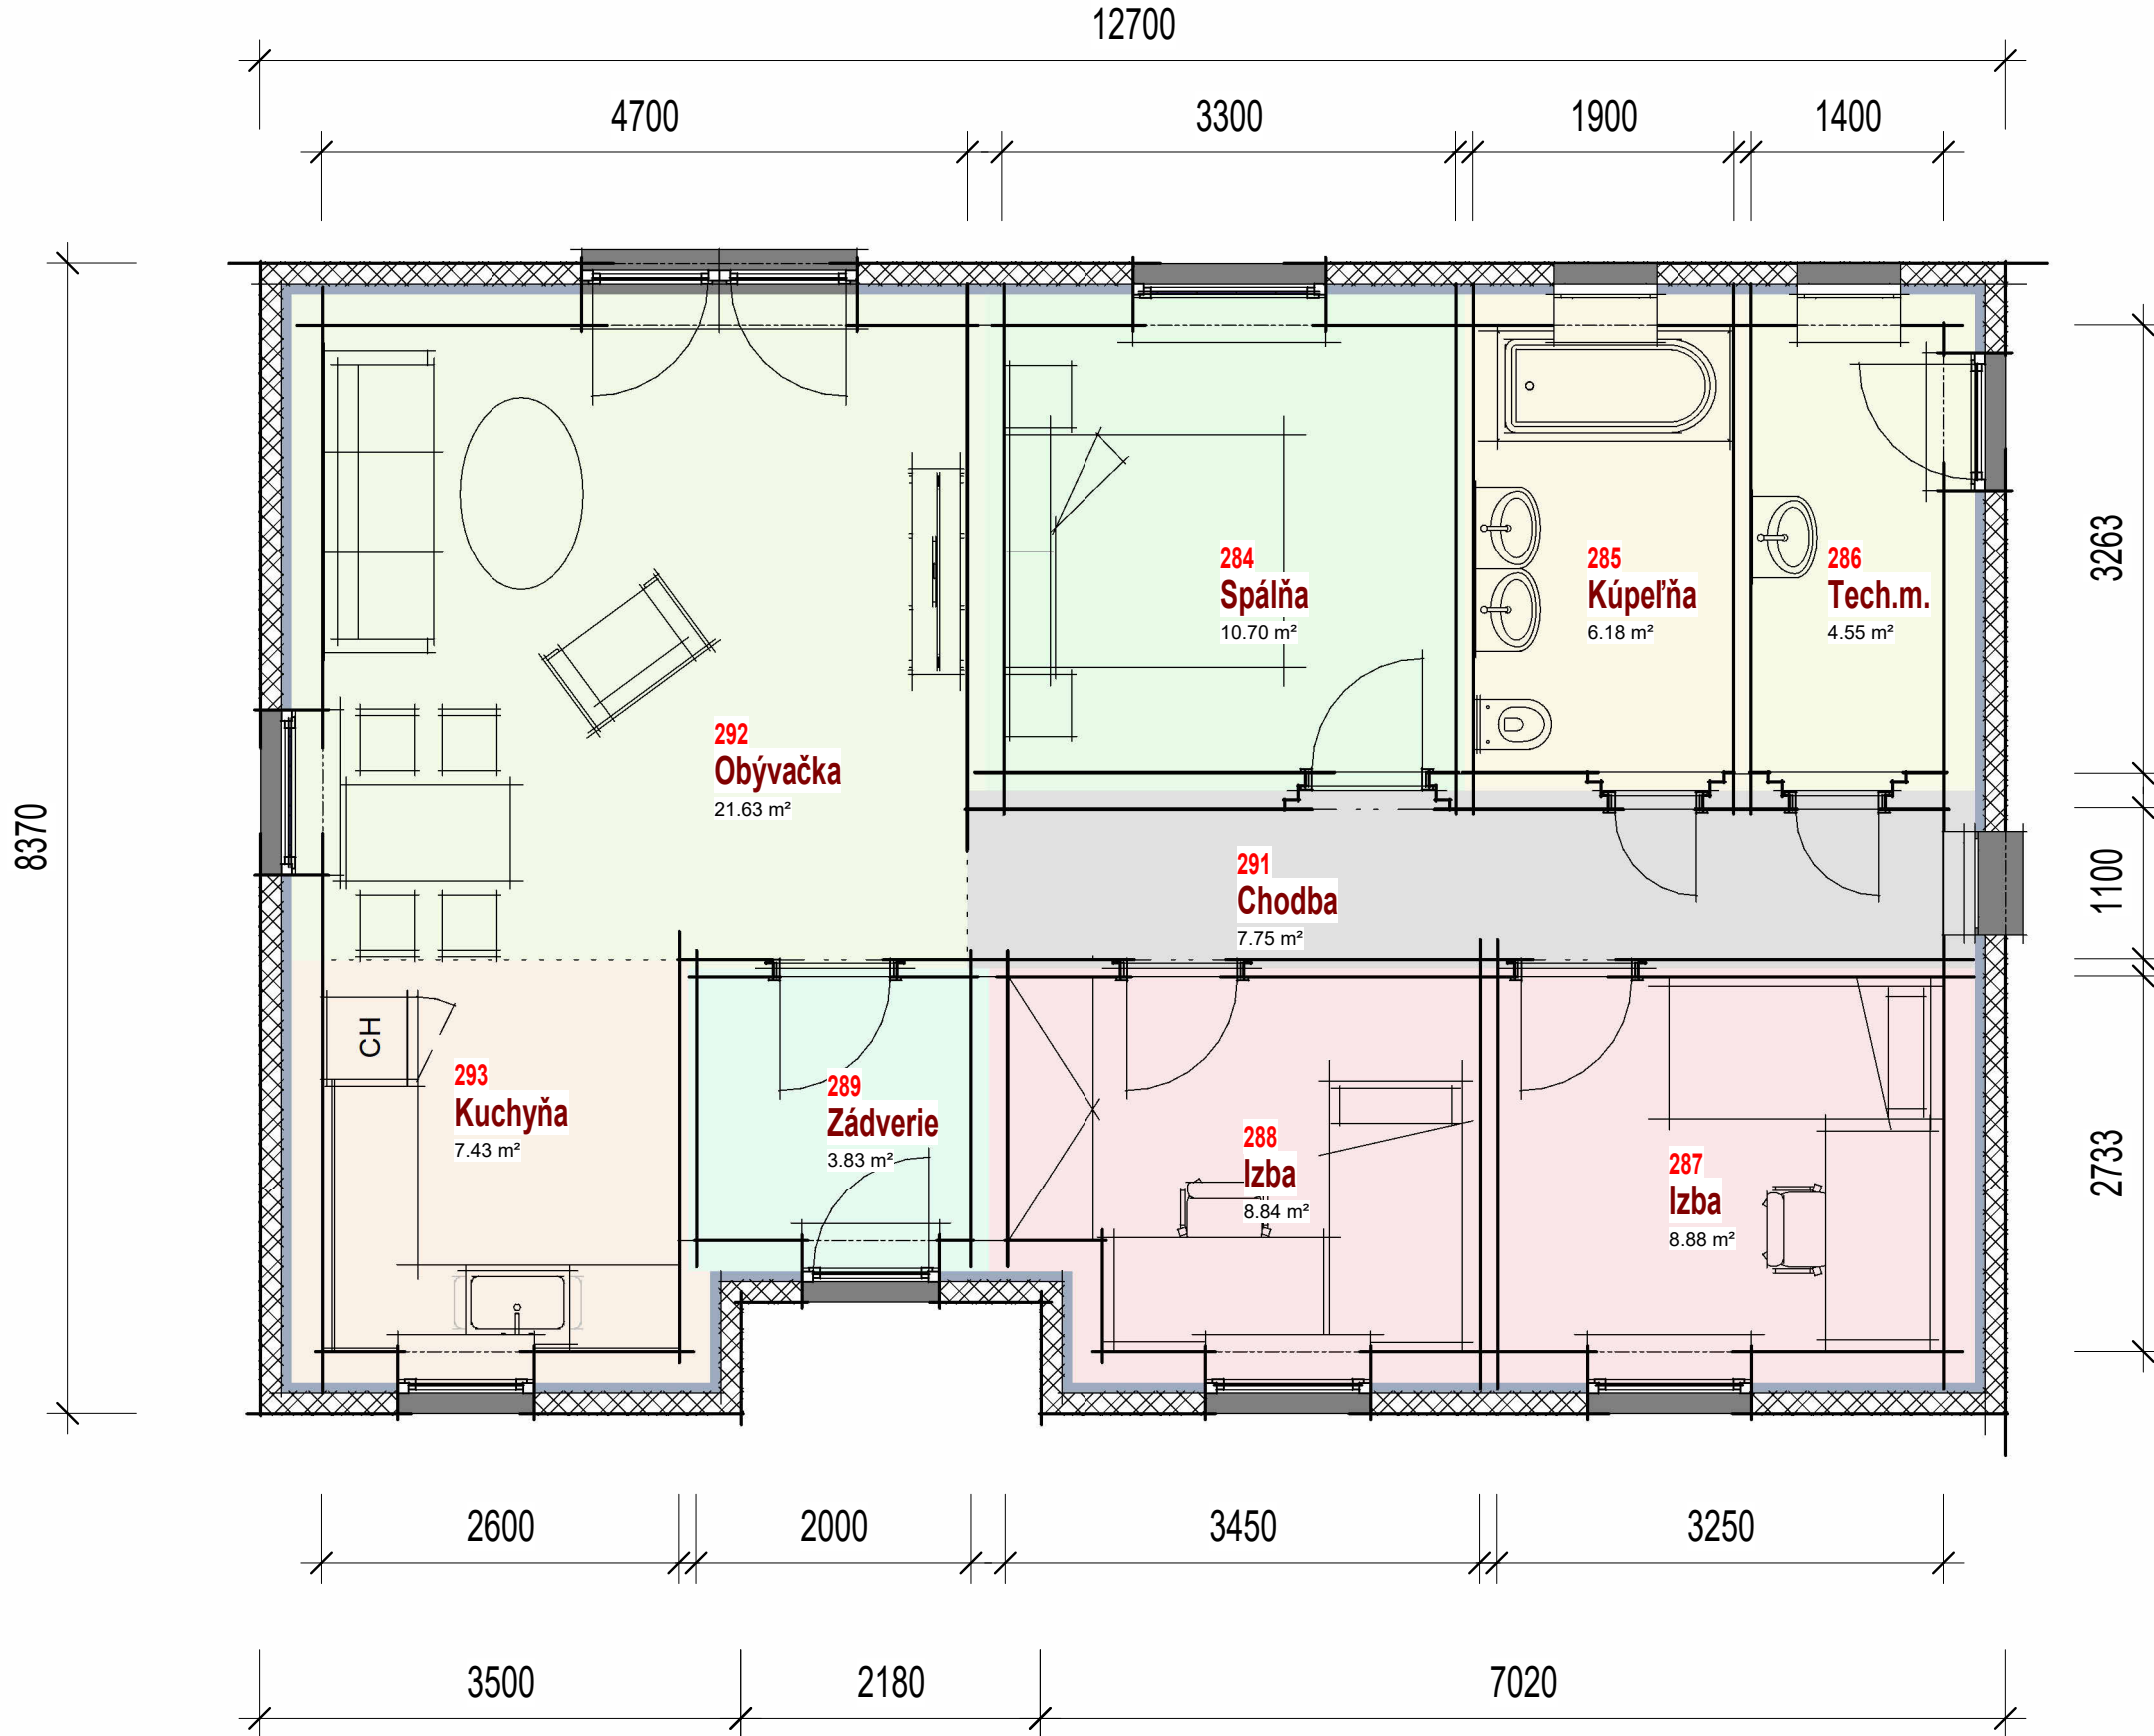 12700
4700
3300
1900
1400
8370
3263
1100
2733
284
Spálňa
10.70 m²
285
Kúpeľňa
6.18 m²
286
Tech.m.
4.55 m²
292
Obývačka
21.63 m²
291
Chodba
7.75 m²
CH
293
Kuchyňa
7.43 m²
289
Zádverie
3.83 m²
288
Izba
8.84 m²
287
Izba
8.88 m²
2600
2000
3450
3250
3500
2180
7020